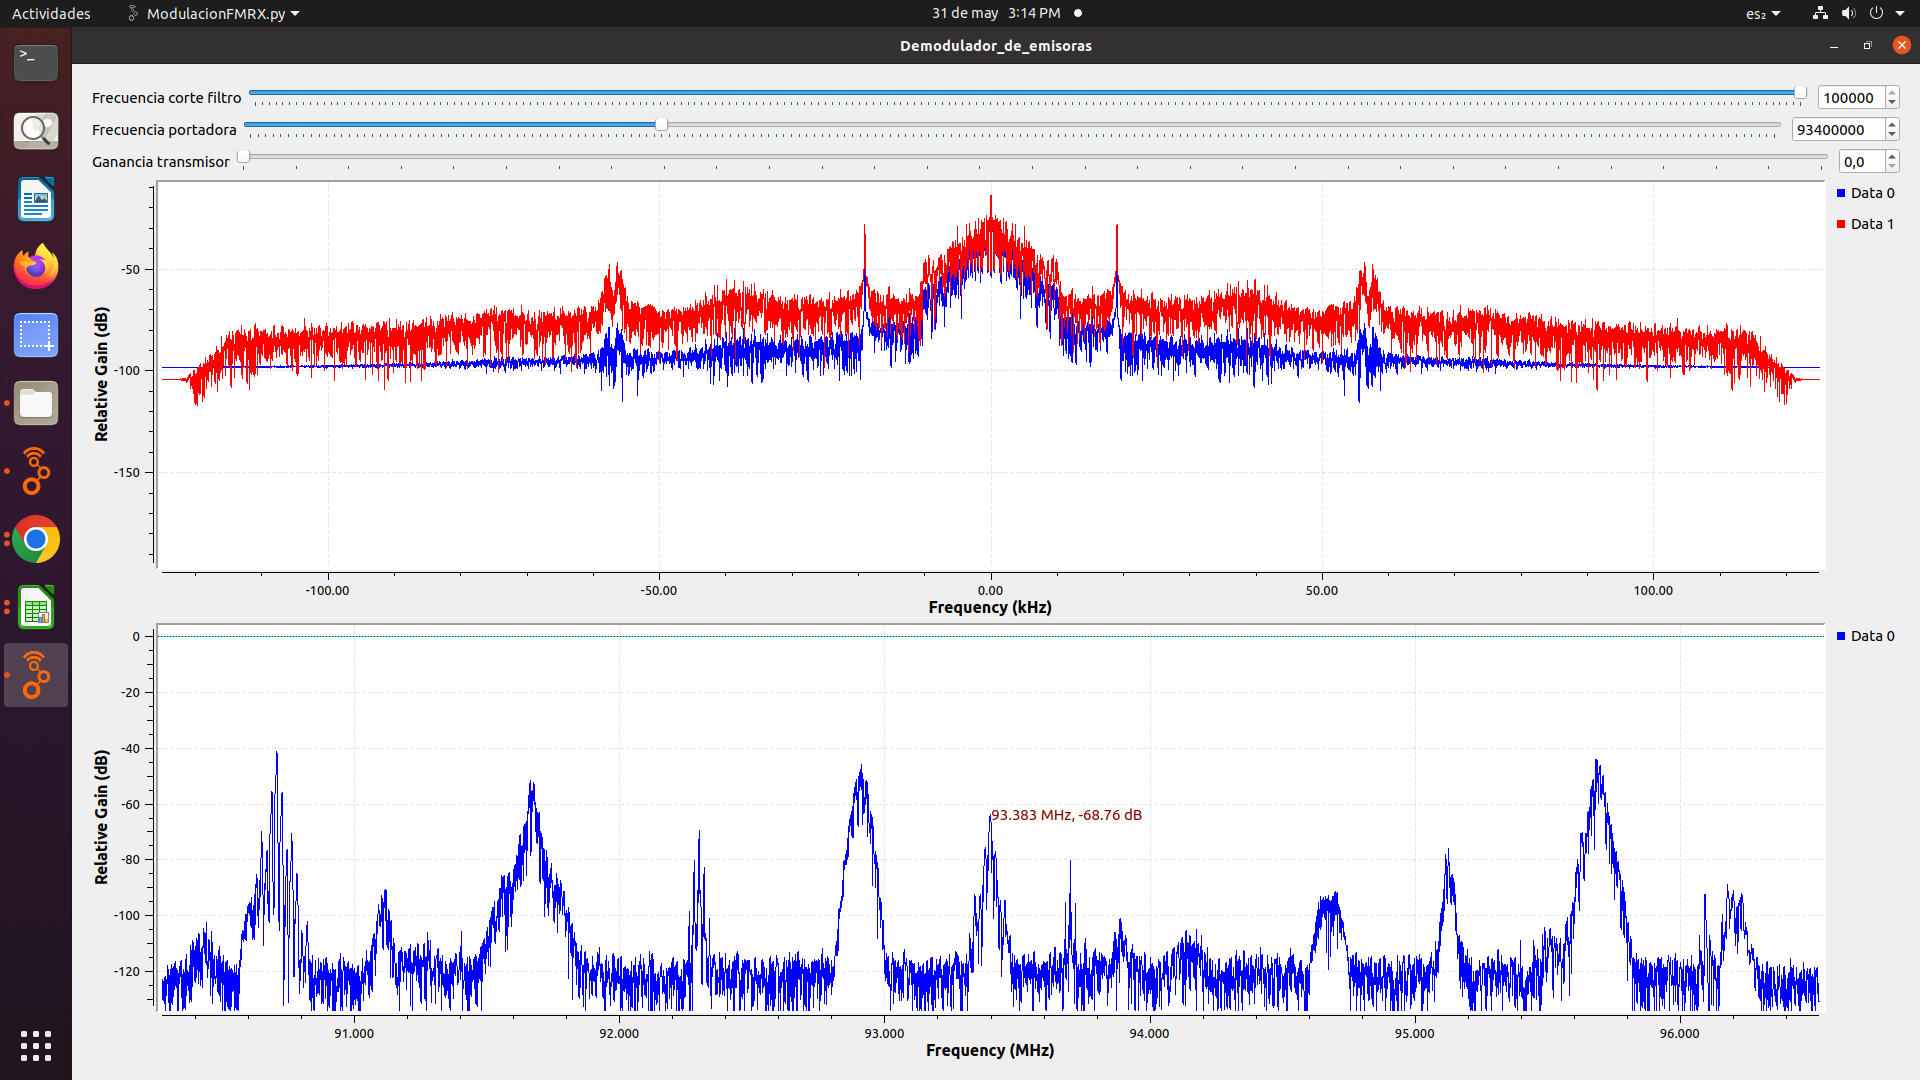 Actividades
ModulacionFMRX.py
31 de may 3:14 PM
es₂
Demodulador_de_emisoras
Frecuencia corte filtro
100000
Frecuencia portadora
93400000
Ganancia transmisor
0,0
Data 0
Data 1
Relative Gain (dB)
-50
-100
-150
-100.00
-50.00
0.00
50.00
100.00
Frequency (kHz)
Data 0
Relative Gain (dB)
0
-20
-40
-60
-80
-100
-120
93.383 MHz, -68.76 dB
91.000
92.000
93.000
94.000
95.000
96.000
Frequency (MHz)